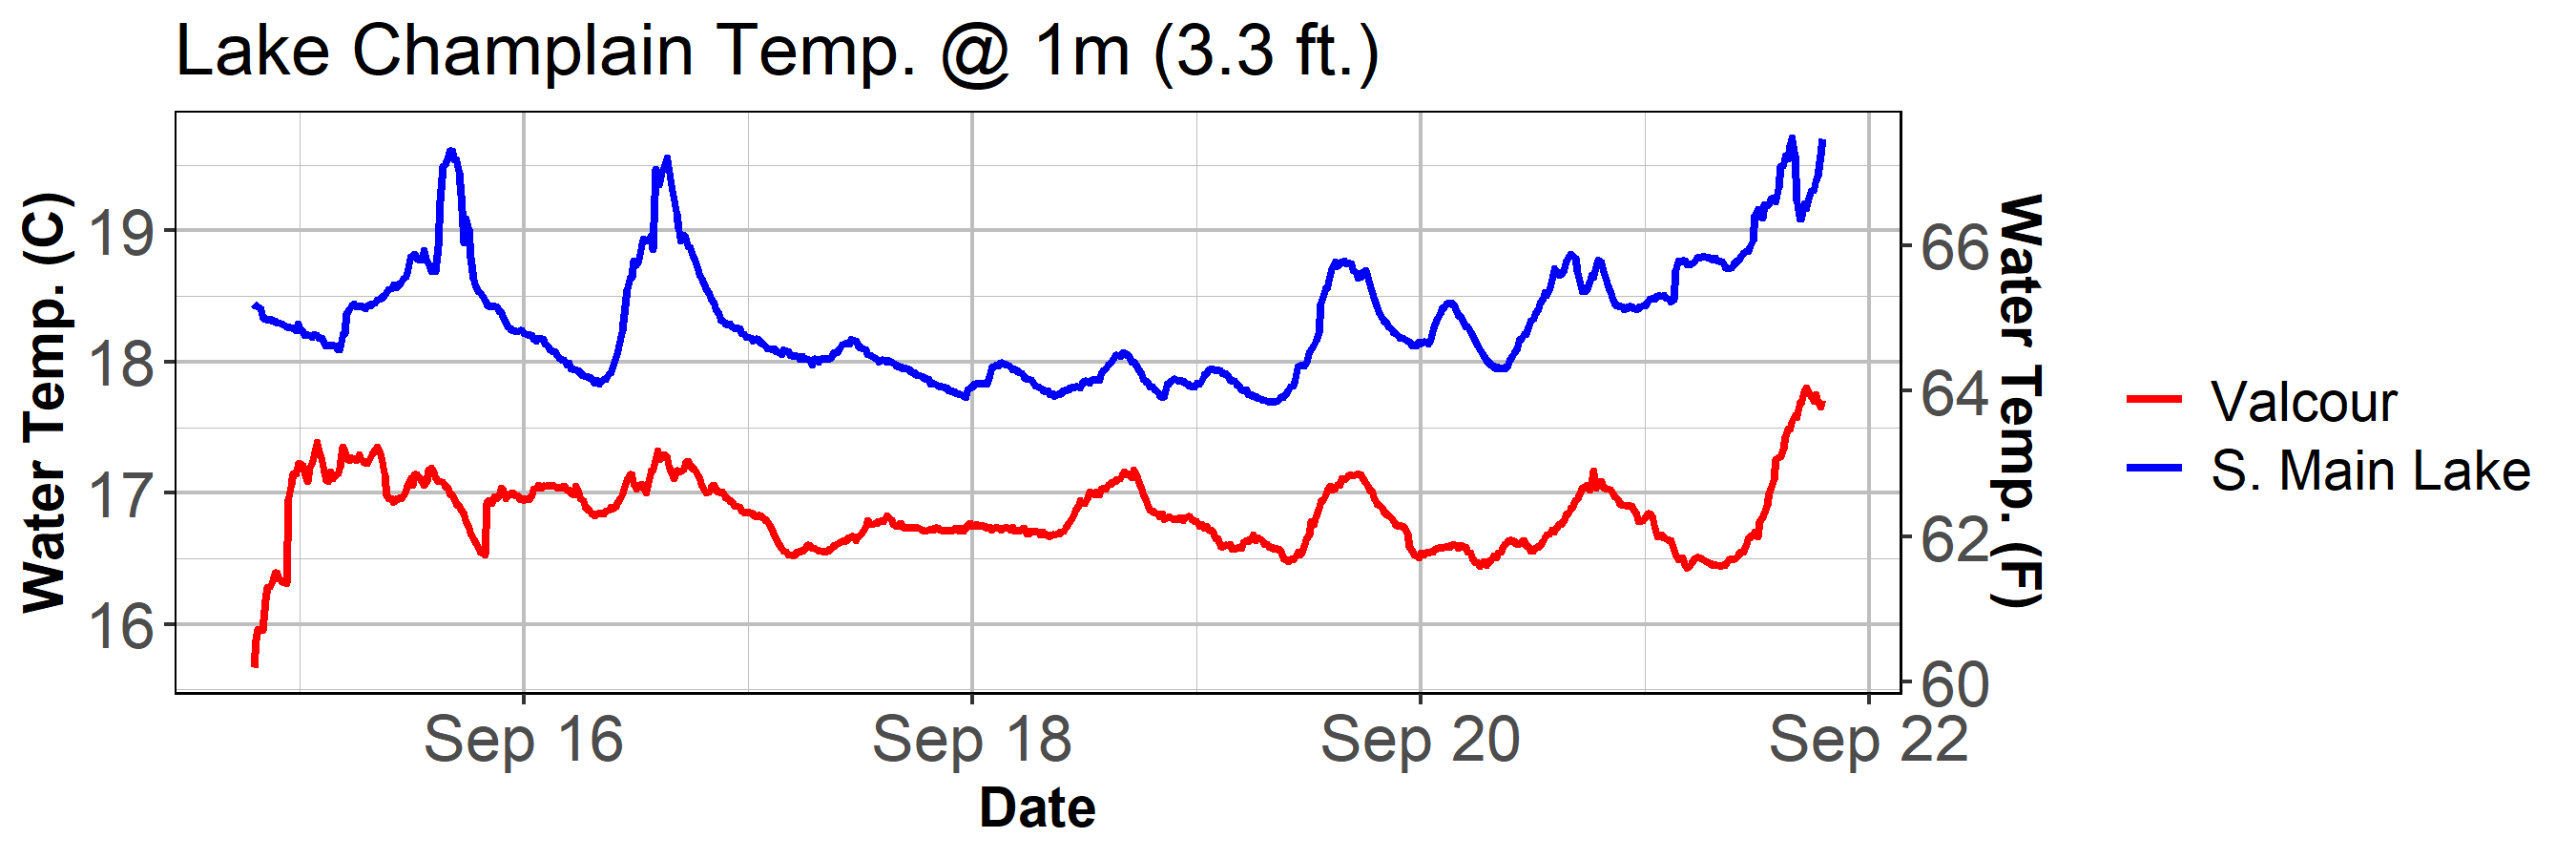 Lake Champlain Temp. @ 1m (3.3 ft.)
Water Temp. (C)
19
18
17
16
66
64
62
60
Water Temp. (F)
Sep 16
Sep 18
Sep 20
Sep 22
Date
Valcour
S. Main Lake